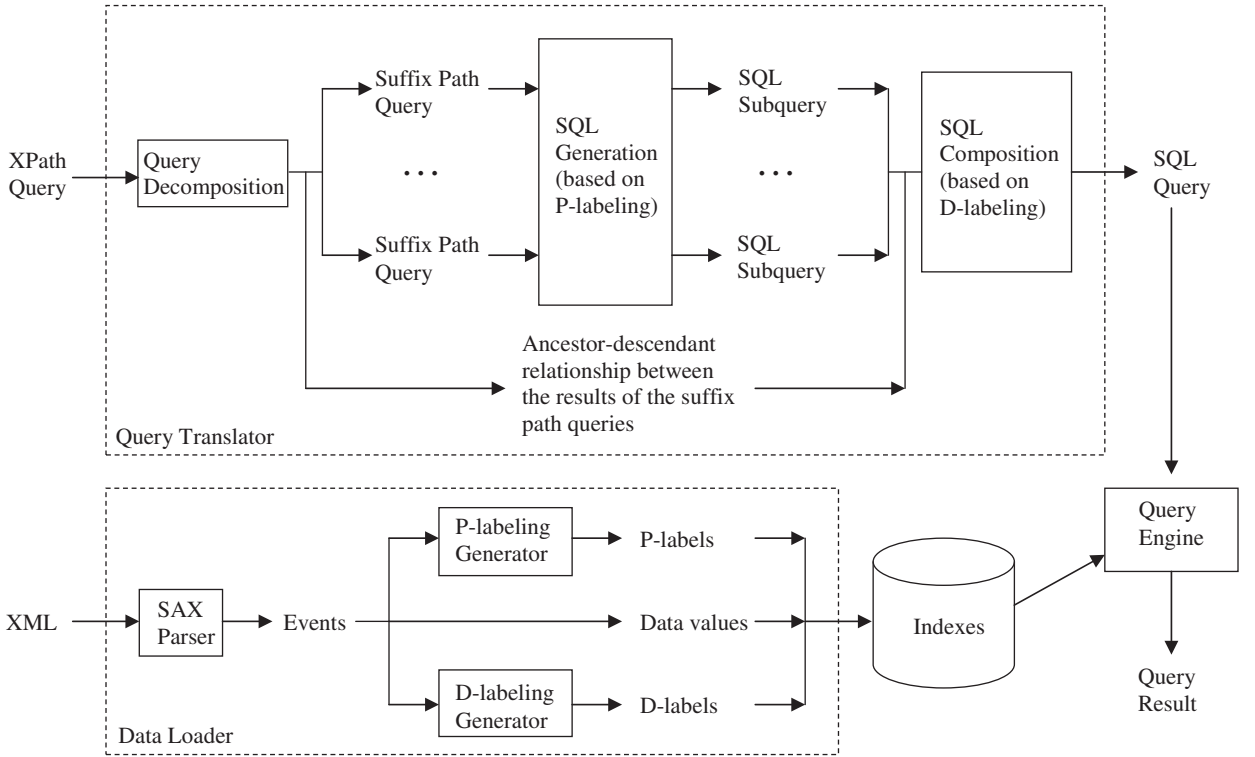 XPath
Query
Query
Decomposition
Suffix Path
Query
...
Suffix Path
Query
SQL
Generation
(based on
P-labeling)
SQL
Subquery
...
SQL
Subquery
SQL
Composition
(based on
D-labeling)
SQL
Query
Ancestor-descendant
relationship between
the results of the suffix
path queries
Query Translator
XML
SAX
Parser
Events
P-labeling
Generator
P-labels
Data values
D-labeling
Generator
D-labels
Data Loader
Indexes
Query
Engine
Query
Result